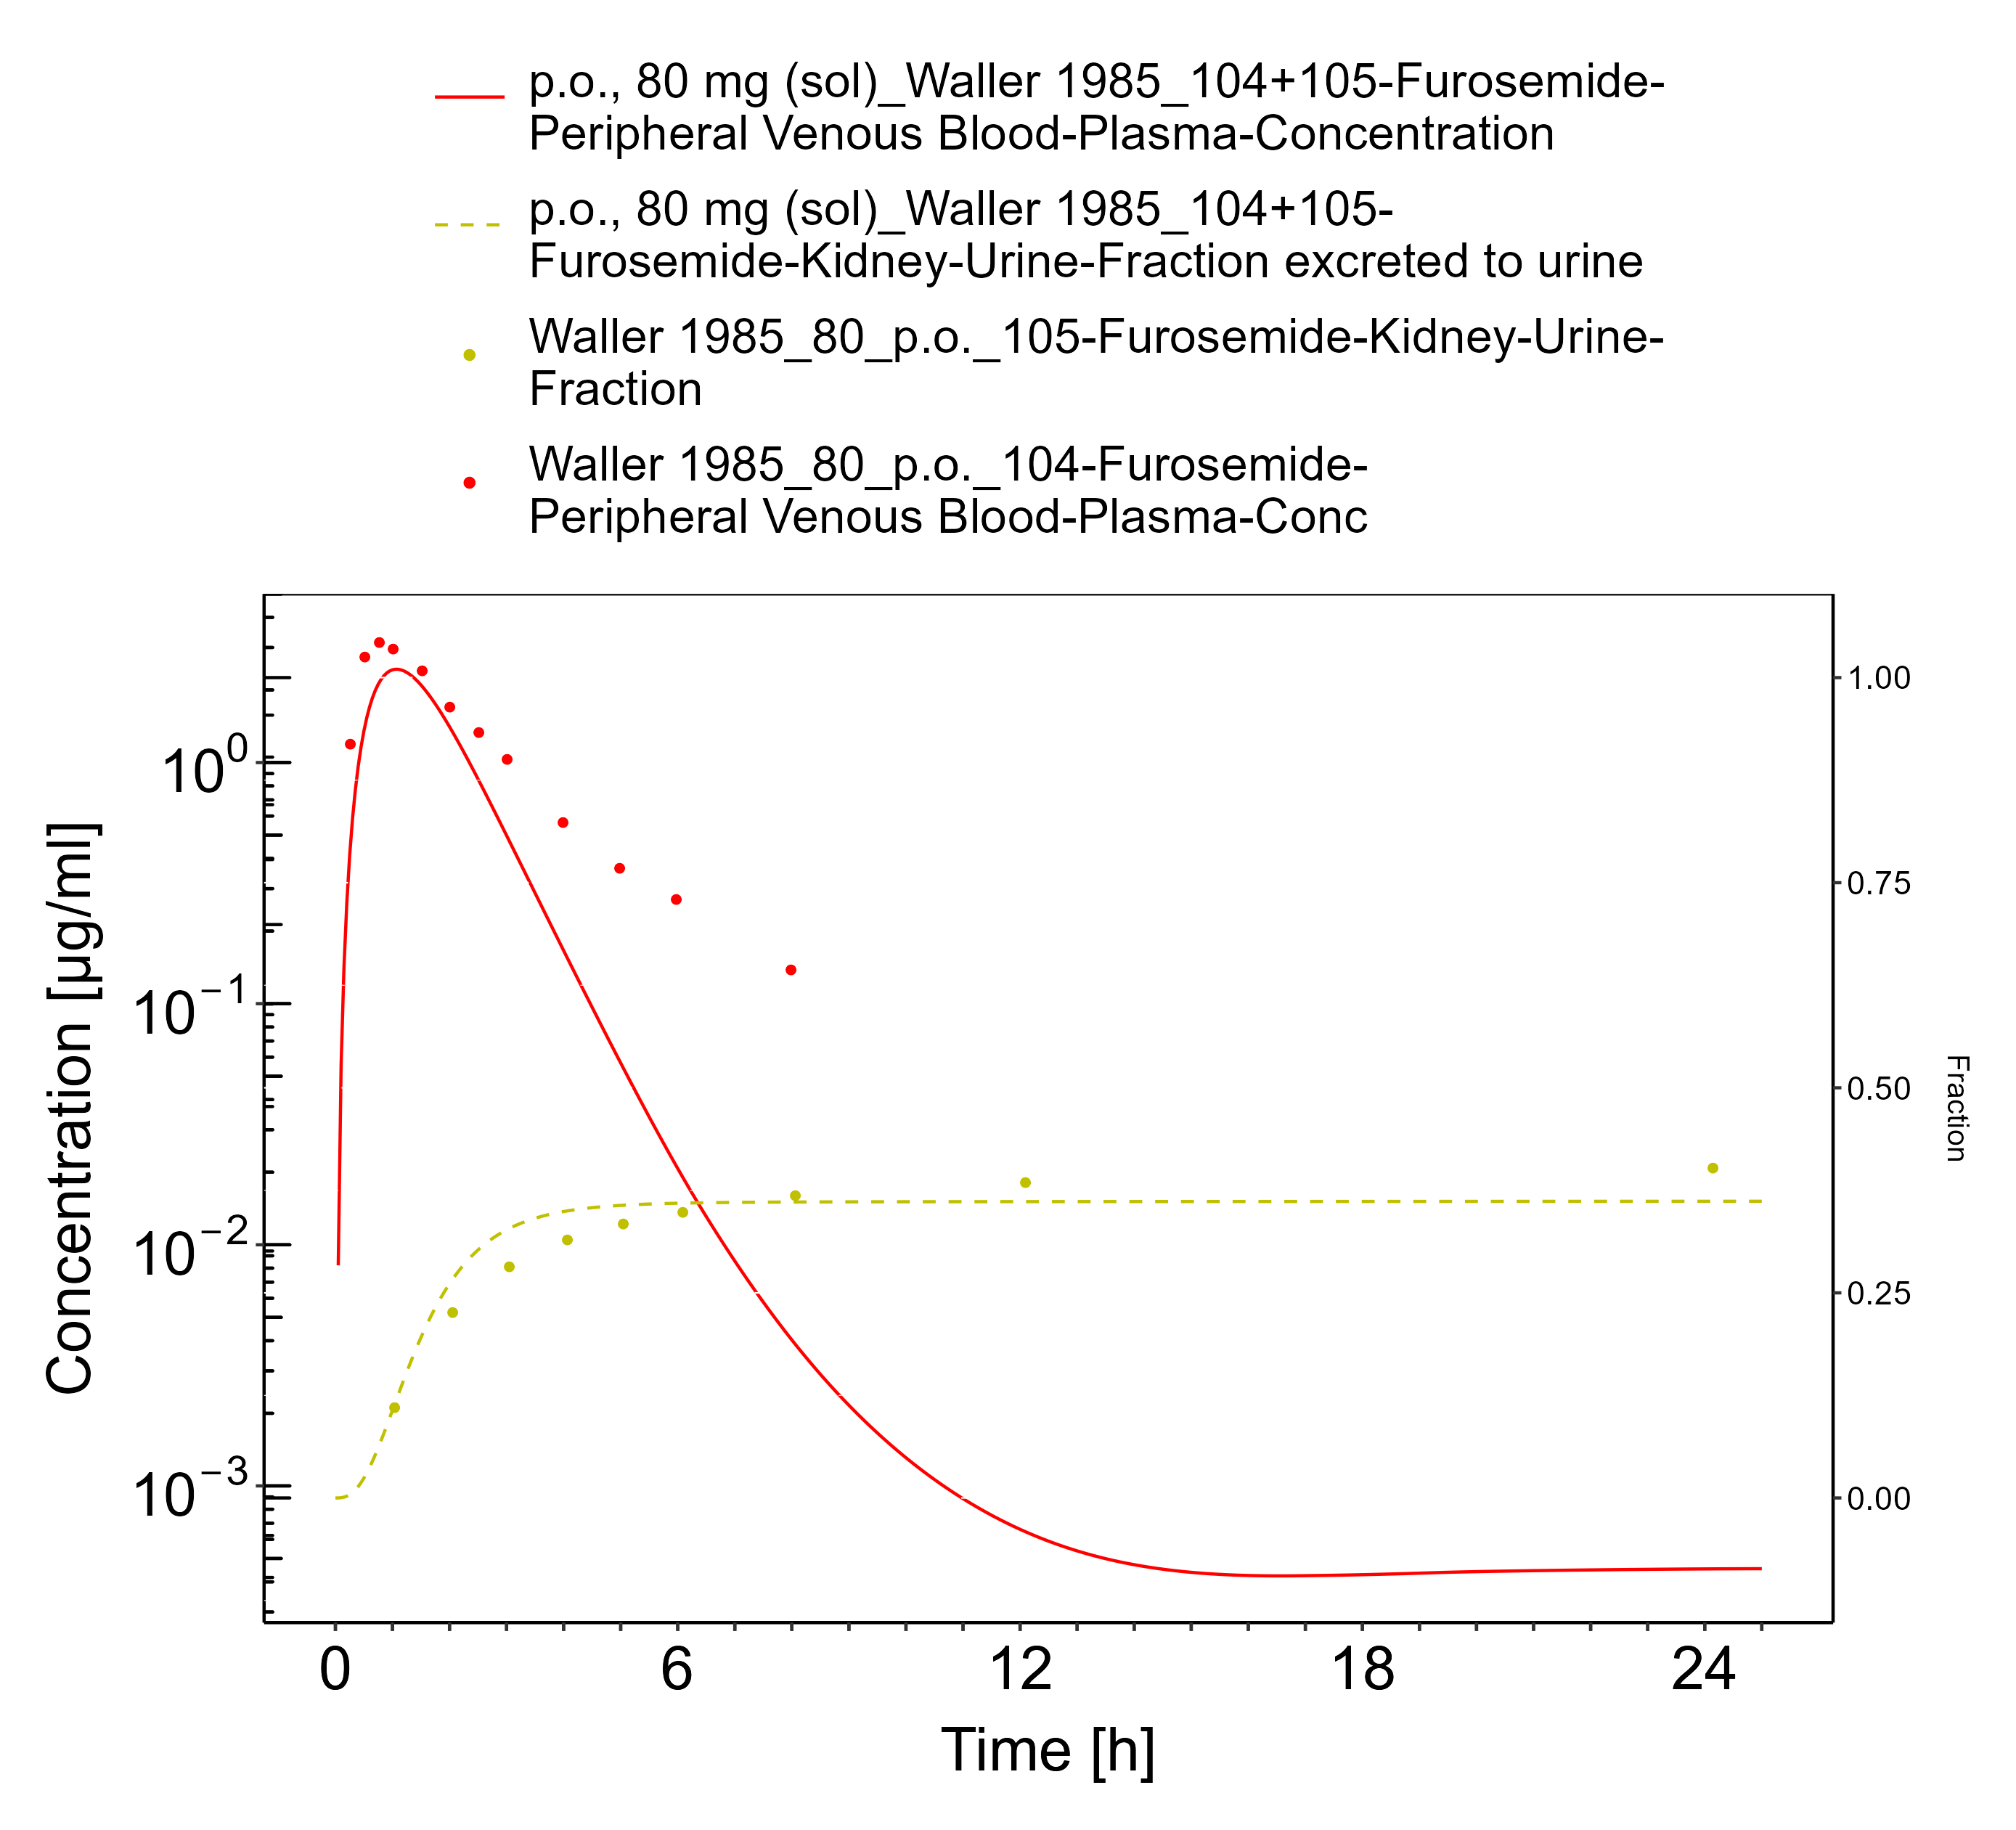 p.o., 80 mg (sol)_Waller 1985_104+105-Furosemide-
Peripheral Venous Blood-Plasma-Concentration
p.o., 80 mg (sol)_Waller 1985_104+105-
Furosemide-Kidney-Urine-Fraction excreted to urine
Waller 1985_80_p.o._105-Furosemide-Kidney-Urine-
Fraction
Waller 1985_80_p.o._104-Furosemide-
Peripheral Venous Blood-Plasma-Conc
Concentration [µg/ml]
10⁰
10⁻¹
10⁻²
10⁻³
1.00
0.75
0.50
0.25
0.00
Fraction
0 6 12 18 24
Time [h]